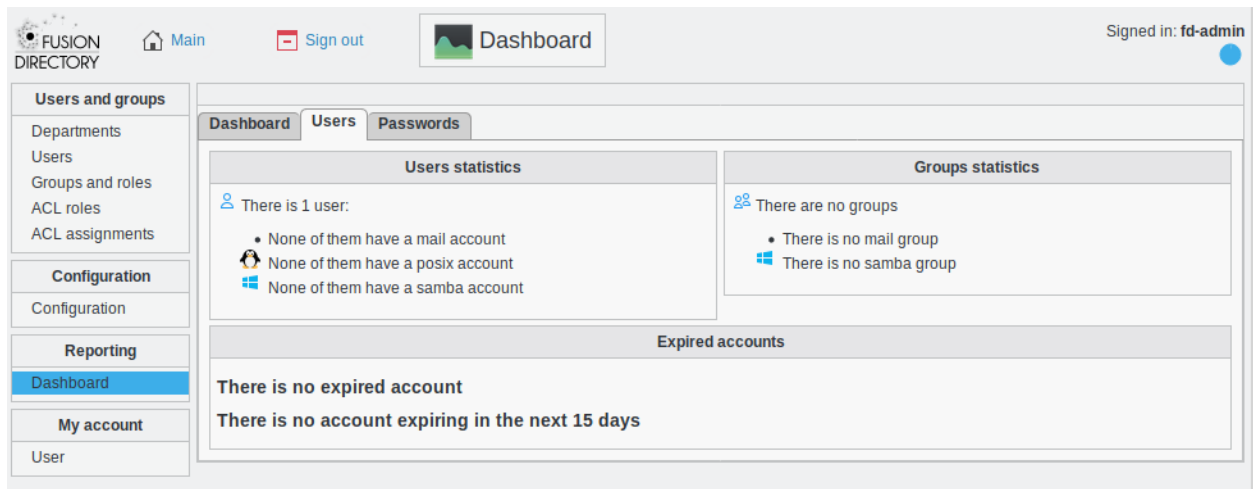 FUSION
DIRECTORY
Main
Sign out
Dashboard
Signed in: fd-admin
Users and groups
Departments
Users
Groups and roles
ACL roles
ACL assignments
Configuration
Configuration
Reporting
Dashboard
My account
User
Dashboard
Users
Passwords
Users statistics
There is 1 user:
• None of them have a mail account
None of them have a posix account
None of them have a samba account
Groups statistics
There are no groups
• There is no mail group
There is no samba group
Expired accounts
There is no expired account
There is no account expiring in the next 15 days